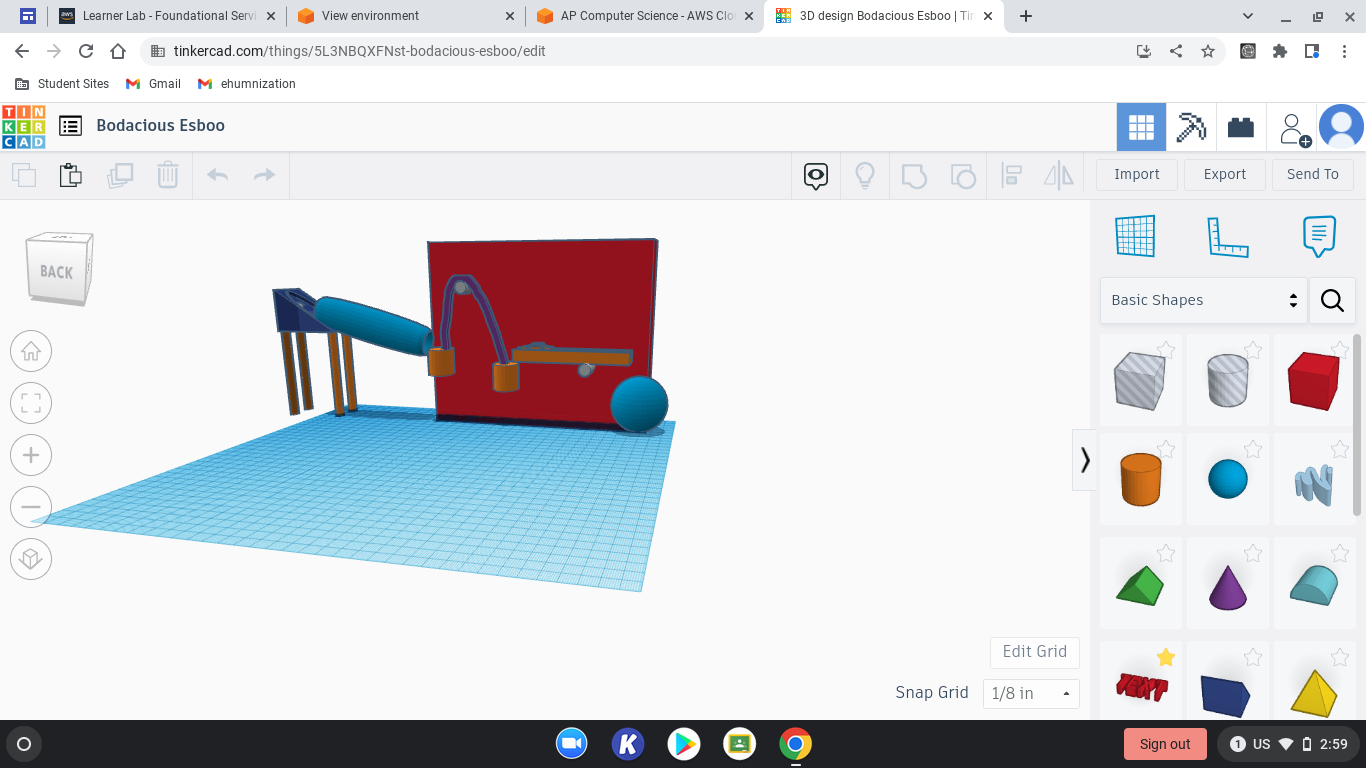 Learner Lab - Foundational Servi
View environment
AP Computer Science - AWS Clo
3D design Bodacious Esboo | Tin
tinkercad.com/things/5L3NBQXFNst-bodacious-esboo/edit
Student Sites
Gmail
ehumnization
TIN
KER
CAD
Bodacious Esboo
Import
Export
Send To
BACK
Basic Shapes
TEXT
Edit Grid
Snap Grid
1/8 in
Sign out
1 US 2:59